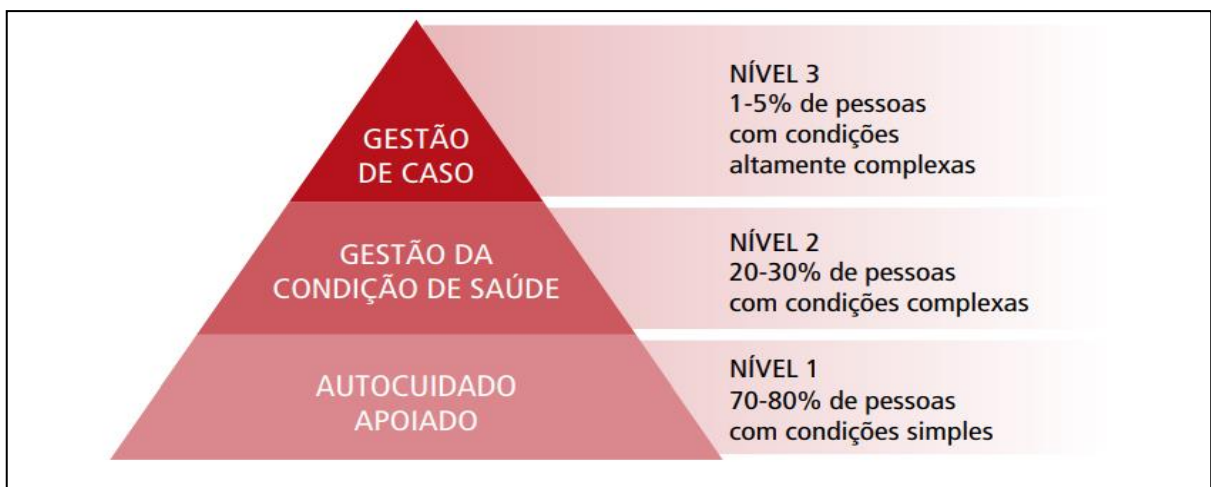 GESTÃO
DE CASO
NÍVEL 3
1-5% de pessoas
com condições
altamente complexas
GESTÃO DA
CONDIÇÃO DE SAÚDE
NÍVEL 2
20-30% de pessoas
com condições complexas
AUTOCUIDADO
APOIADO
NÍVEL 1
70-80% de pessoas
com condições simples